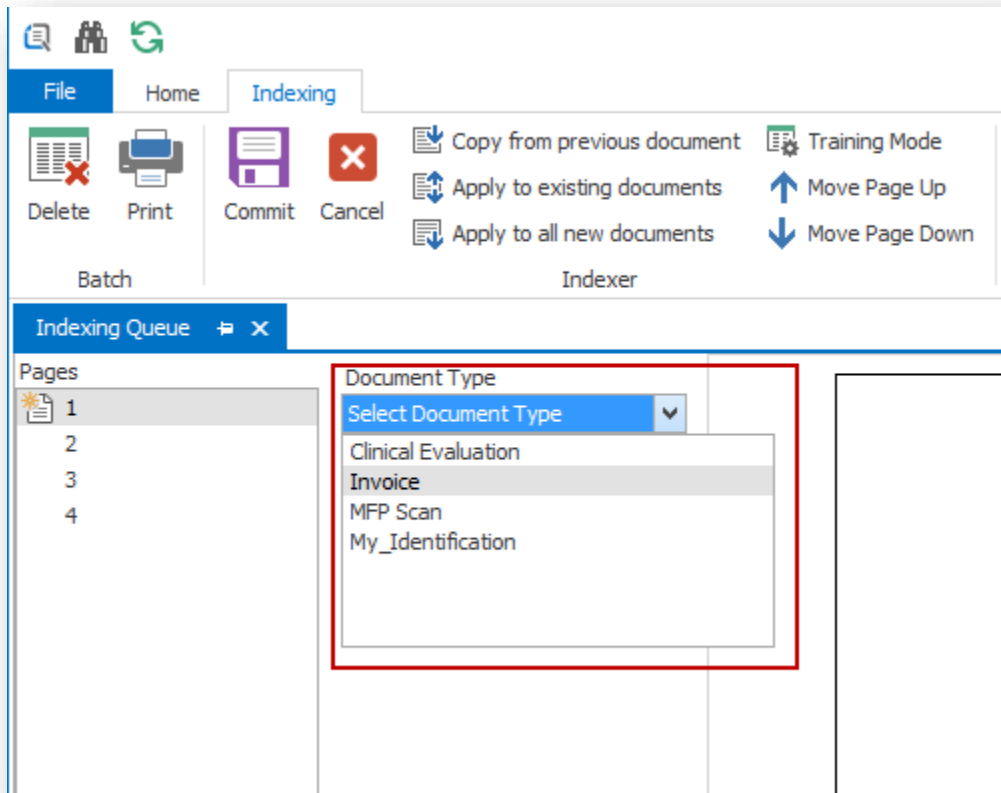 File Home Indexing
Copy from previous document Training Mode
Apply to existing documents Move Page Up
Delete Print Commit Cancel
Apply to all new documents Move Page Down
Batch Indexer
Indexing Queue
Pages
Document Type
1
Select Document Type
2
Clinical Evaluation
3
Invoice
4
MFP Scan
My_Identification